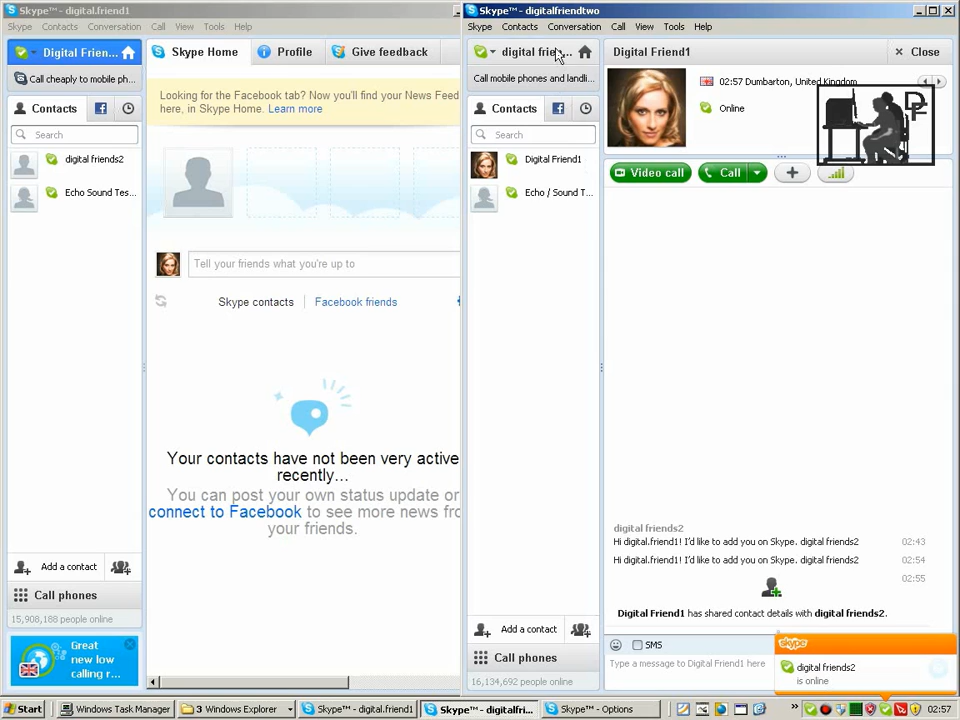 Skype™ - digital.friend1
Skype Contacts Conversation Call View Tools Help
Digital Frien...
Skype Home
Profile
Give feedback
Call cheaply to mobile ph...
Contacts
Search
digital friends2
Echo Sound Tes...
Looking for the Facebook tab? Now you'll find your News Feed
here, in Skype Home. Learn more
Tell your friends what you're up to
Skype contacts
Facebook friends
Your contacts have not been very active
recently...
You can post your own status update or
connect to Facebook to see more news from
your friends.
Add a contact
Call phones
15,908,188 people online
Great
new low
calling r...
Skype™ - digitalfriendtwo
Skype Contacts Conversation Call View Tools Help
digital frie...
Call mobile phones and landli...
Contacts
Search
Digital Friend1
Echo / Sound T...
Add a contact
Call phones
16,134,692 people online
Digital Friend1
Close
02:57 Dumbarton, United Kingdom
Online
DF
Video call
Call
digital friends2
Hi digital.friend1! I'd like to add you on Skype. digital friends2 02:43
Hi digital.friend1! I'd like to add you on Skype. digital friends2 02:54
02:55
Digital Friend1 has shared contact details with digital friends2.
SMS
Type a message to Digital Friend1 here
skype
digital friends2
is online
Start
Windows Task Manager
3 Windows Explorer
Skype™ - digital.friend1
Skype™ - digitalfri...
Skype™ - Options
02:57